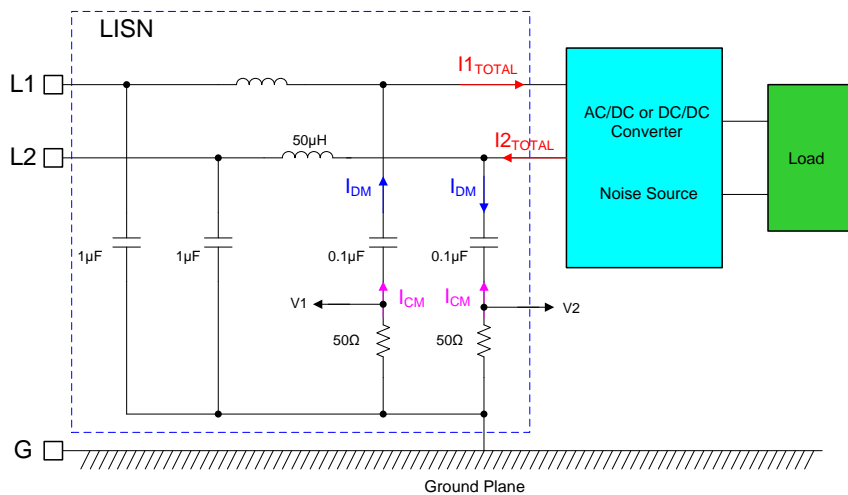 LISN
L1
I1TOTAL
L2
50µH
I2TOTAL
AC/DC or DC/DC
Converter
Noise Source
Load
IDM
IDM
1µF
1µF
0.1µF
0.1µF
V1
ICM
ICM
V2
50Ω
50Ω
G
Ground Plane